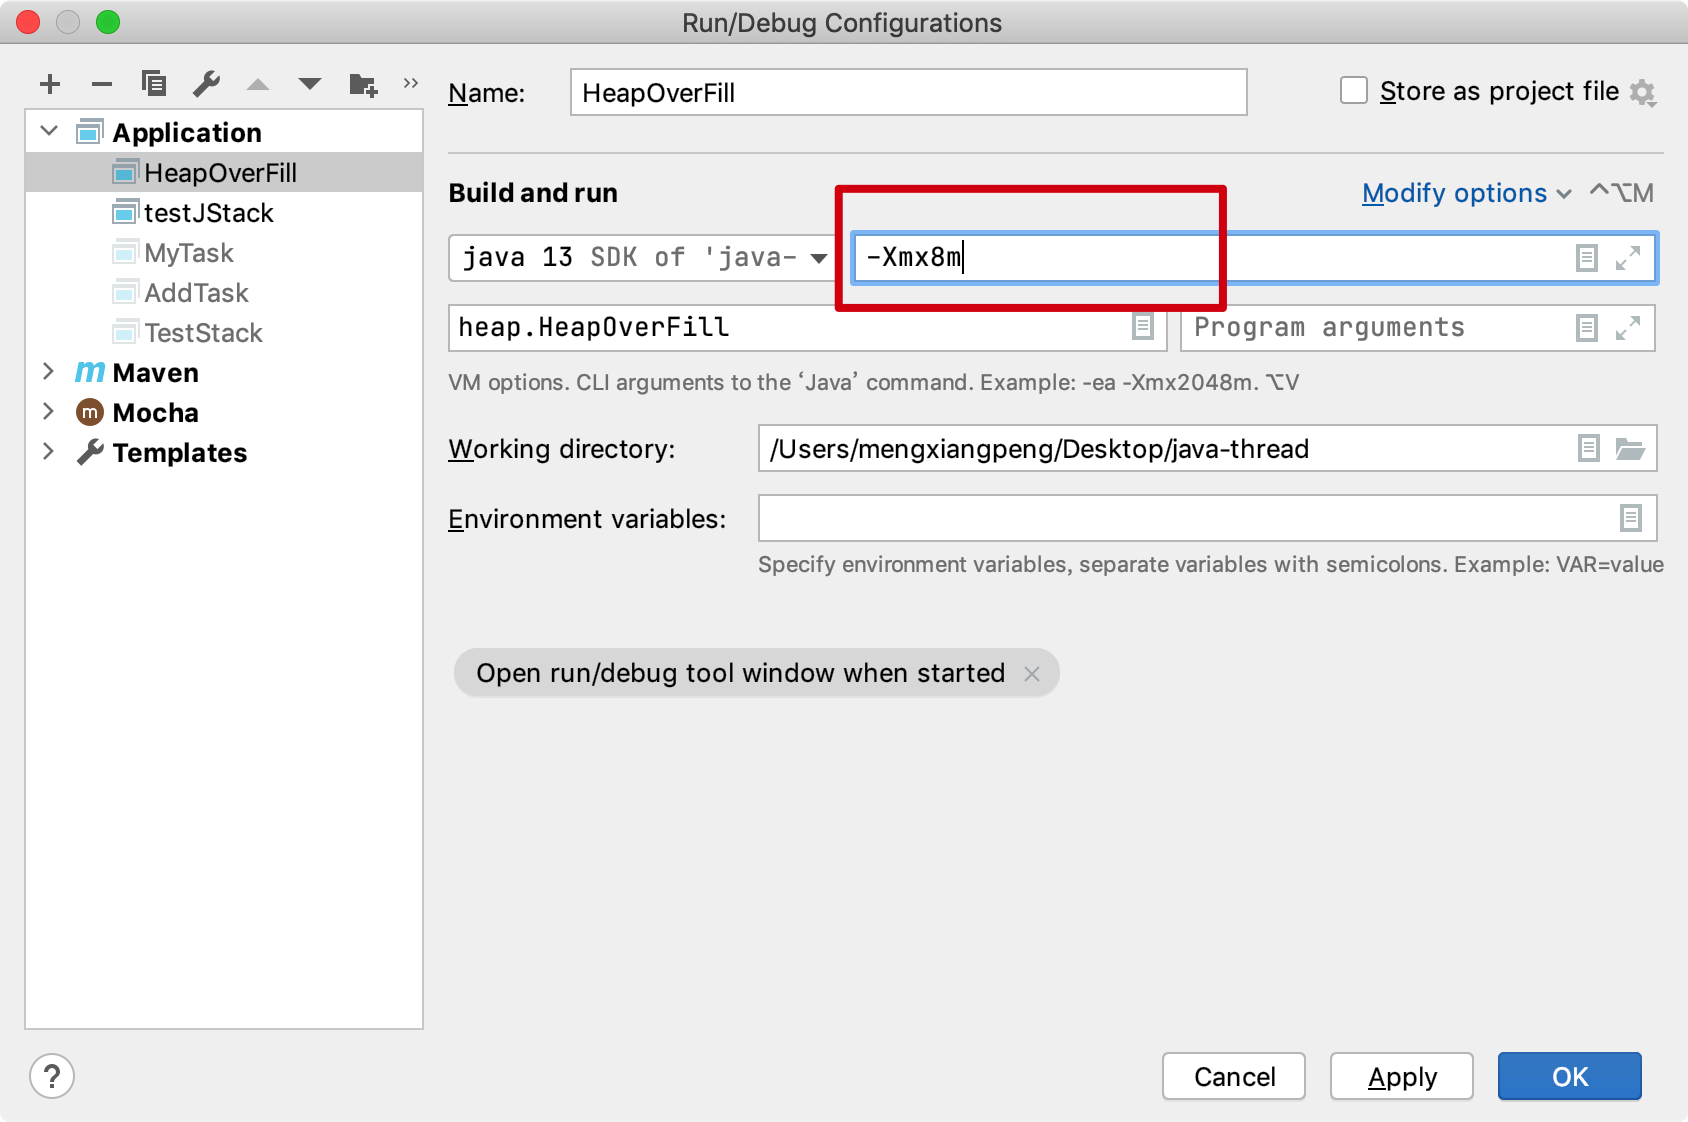 Run/Debug Configurations
Name:
HeapOverFill
Store as project file
Application
HeapOverFill
testJStack
MyTask
AddTask
TestStack
m Maven
m Mocha
Templates
Build and run
Modify options ⌃⌥M
java 13 SDK of 'java-
-Xmx8m
heap.HeapOverFill
Program arguments
VM options. CLI arguments to the ‘Java’ command. Example: -ea -Xmx2048m. ⌥V
Working directory:
/Users/mengxiangpeng/Desktop/java-thread
Environment variables:
Specify environment variables, separate variables with semicolons. Example: VAR=value
Open run/debug tool window when started
?
Cancel
Apply
OK